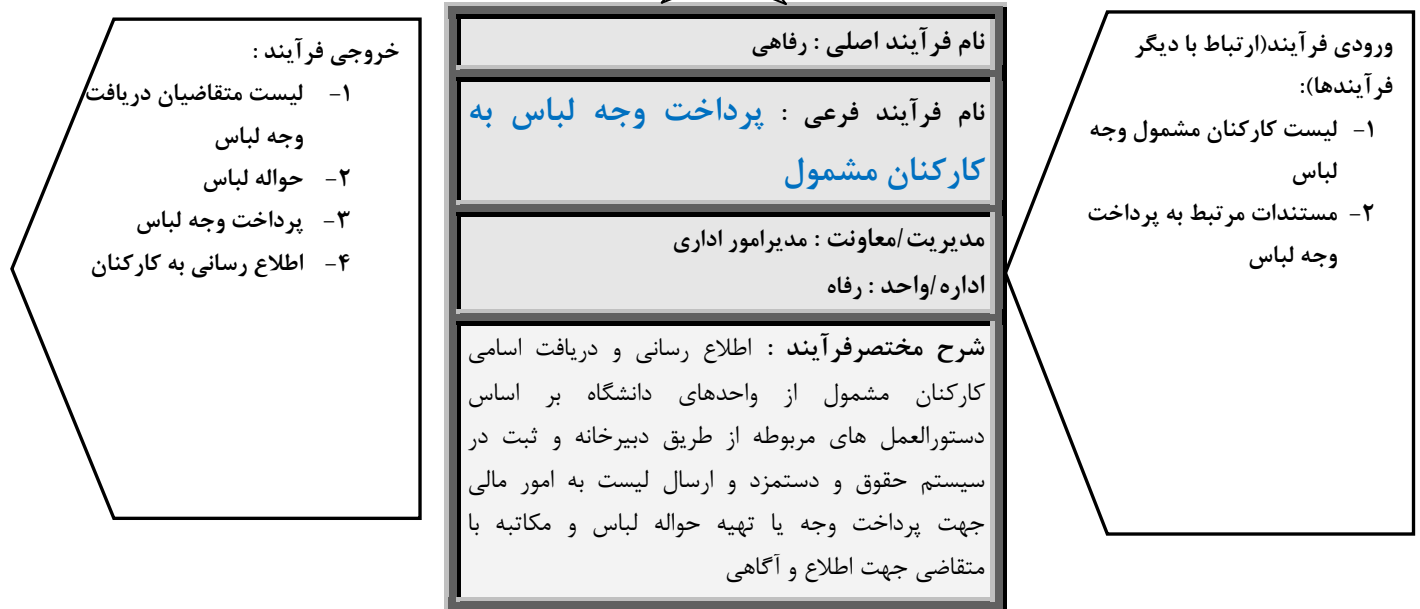 ورودی فرآیند(ارتباط با دیگر
فرآیندها):
۱- لیست کارکنان مشمول وجه
لباس
۲- مستندات مرتبط به پرداخت
وجه لباس
نام فرآیند اصلی : رفاهی
نام فرآیند فرعی : پرداخت وجه لباس به
کارکنان مشمول
مدیریت/معاونت : مدیرامور اداری
اداره/واحد : رفاه
شرح مختصرفرآیند : اطلاع رسانی و دریافت اسامی
کارکنان مشمول از واحدهای دانشگاه بر اساس
دستورالعمل های مربوطه از طریق دبیرخانه و ثبت در
سیستم حقوق و دستمزد و ارسال لیست به امور مالی
جهت پرداخت وجه یا تهیه حواله لباس و مکاتبه با
متقاضی جهت اطلاع و آگاهی
خروجی فرآیند :
۱- لیست متقاضیان دریافت
وجه لباس
۲- حواله لباس
۳- پرداخت وجه لباس
۴- اطلاع رسانی به کارکنان